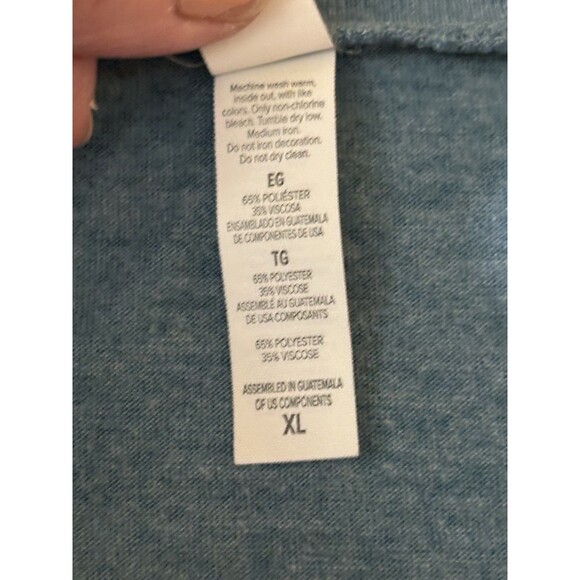 Machine wash warm,
inside out, with like
colors. Only non-chlorine
bleach. Tumble dry low.
Medium iron.
Do not iron decoration.
Do not dry clean.
EG
65% POLIÉSTER
35% VISCOSA
ENSAMBLADO EN GUATEMALA
DE COMPONENTES DE USA
TG
65% POLYESTER
35% VISCOSE
ASSEMBLÉ AU GUATEMALA
DE USA COMPOSANTS
65% POLYESTER
35% VISCOSE
ASSEMBLED IN GUATEMALA
OF US COMPONENTS
XL